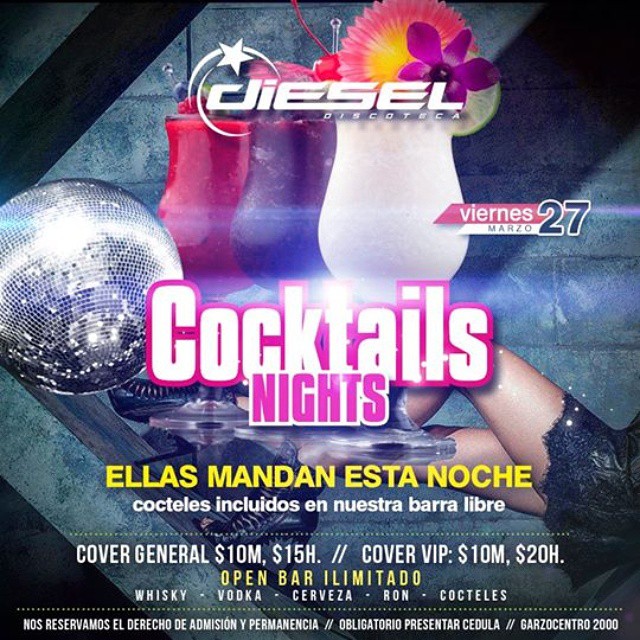 DIESEL
DISCOTECA
viernes 27
MARZO
Cocktails
NIGHTS
ELLAS MANDAN ESTA NOCHE
cocteles incluidos en nuestra barra libre
COVER GENERAL $10M, $15H. // COVER VIP: $10M, $20H.
OPEN BAR ILIMITADO
WHISKY - VODKA - CERVEZA - RON - COCTELES
NOS RESERVAMOS EL DERECHO DE ADMISIÓN Y PERMANENCIA // OBLIGATORIO PRESENTAR CEDULA // GARZOCENTRO 2000